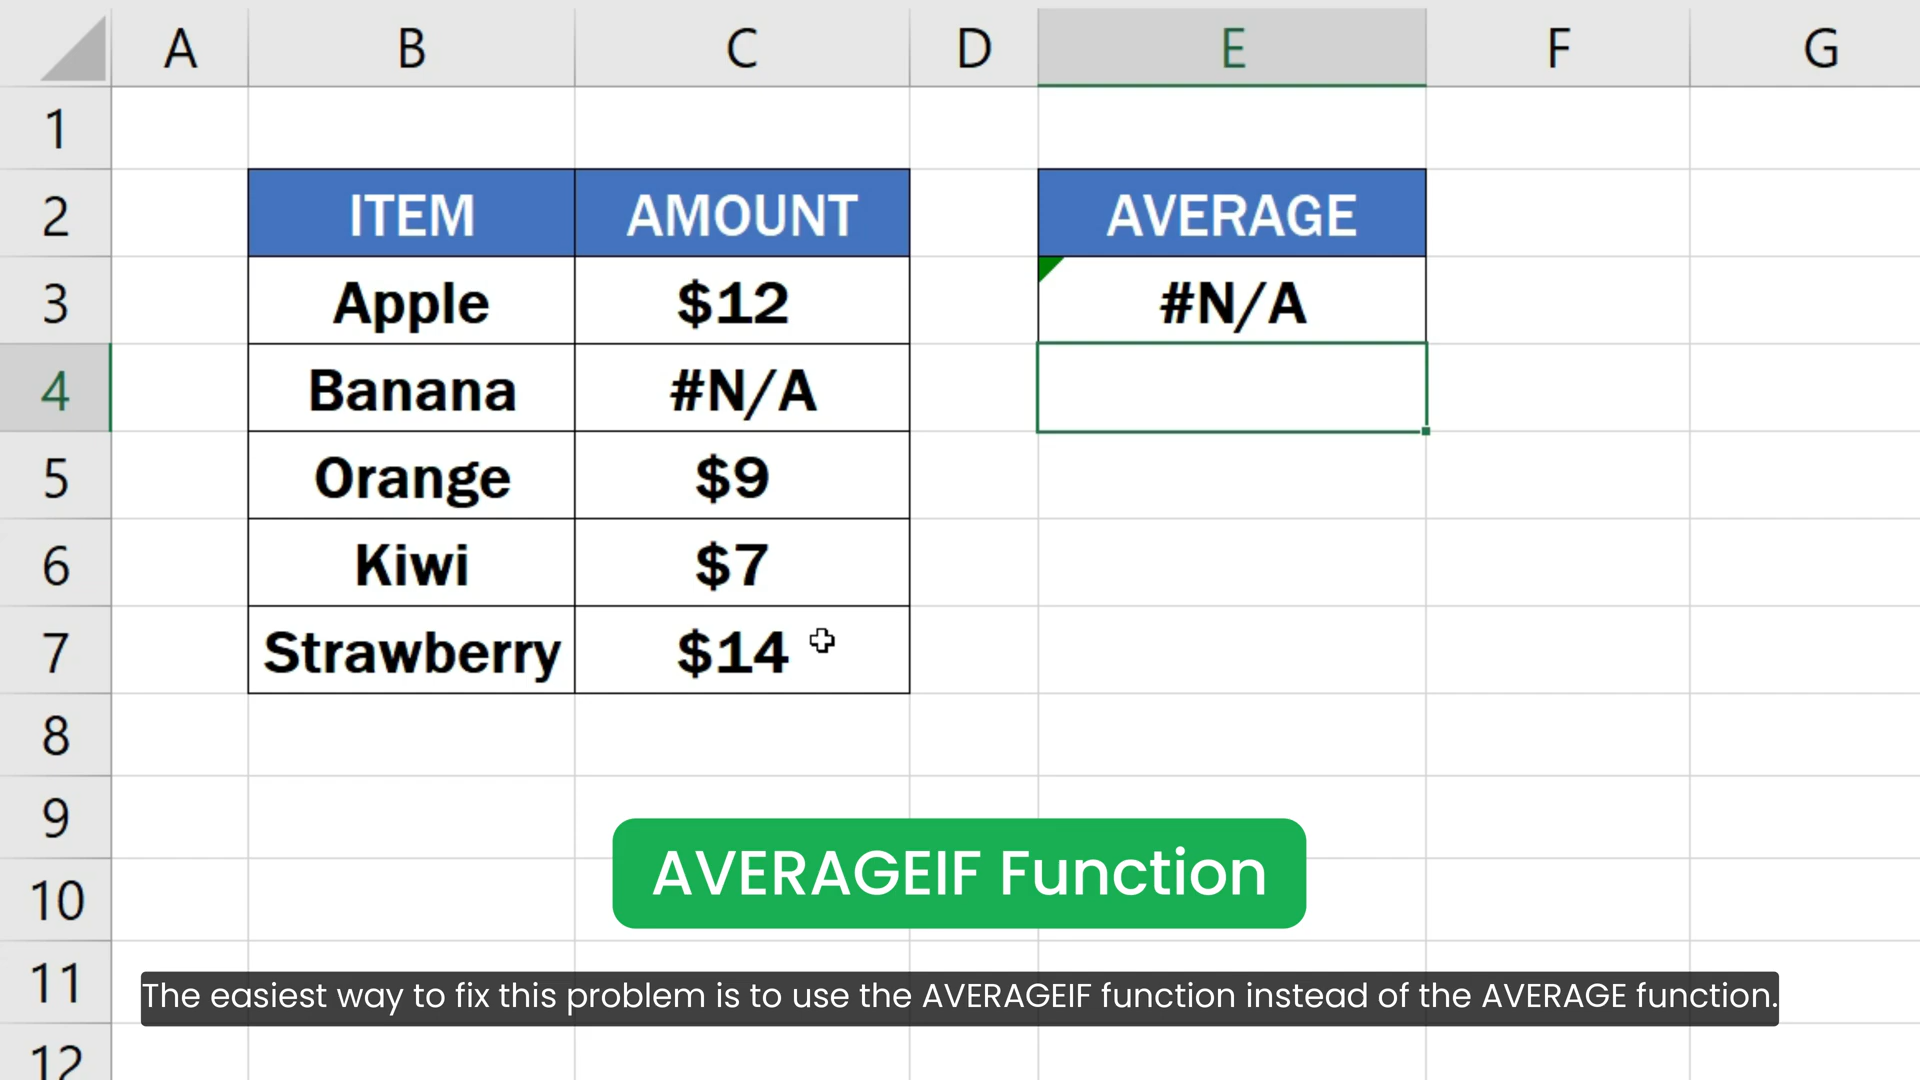 A B C D E F G
1
2 ITEM AMOUNT AVERAGE
3 Apple $12 #N/A
4 Banana #N/A
5 Orange $9
6 Kiwi $7
7 Strawberry $14
8
9
AVERAGEIF Function
10
11
The easiest way to fix this problem is to use the AVERAGEIF function instead of the AVERAGE function.
12